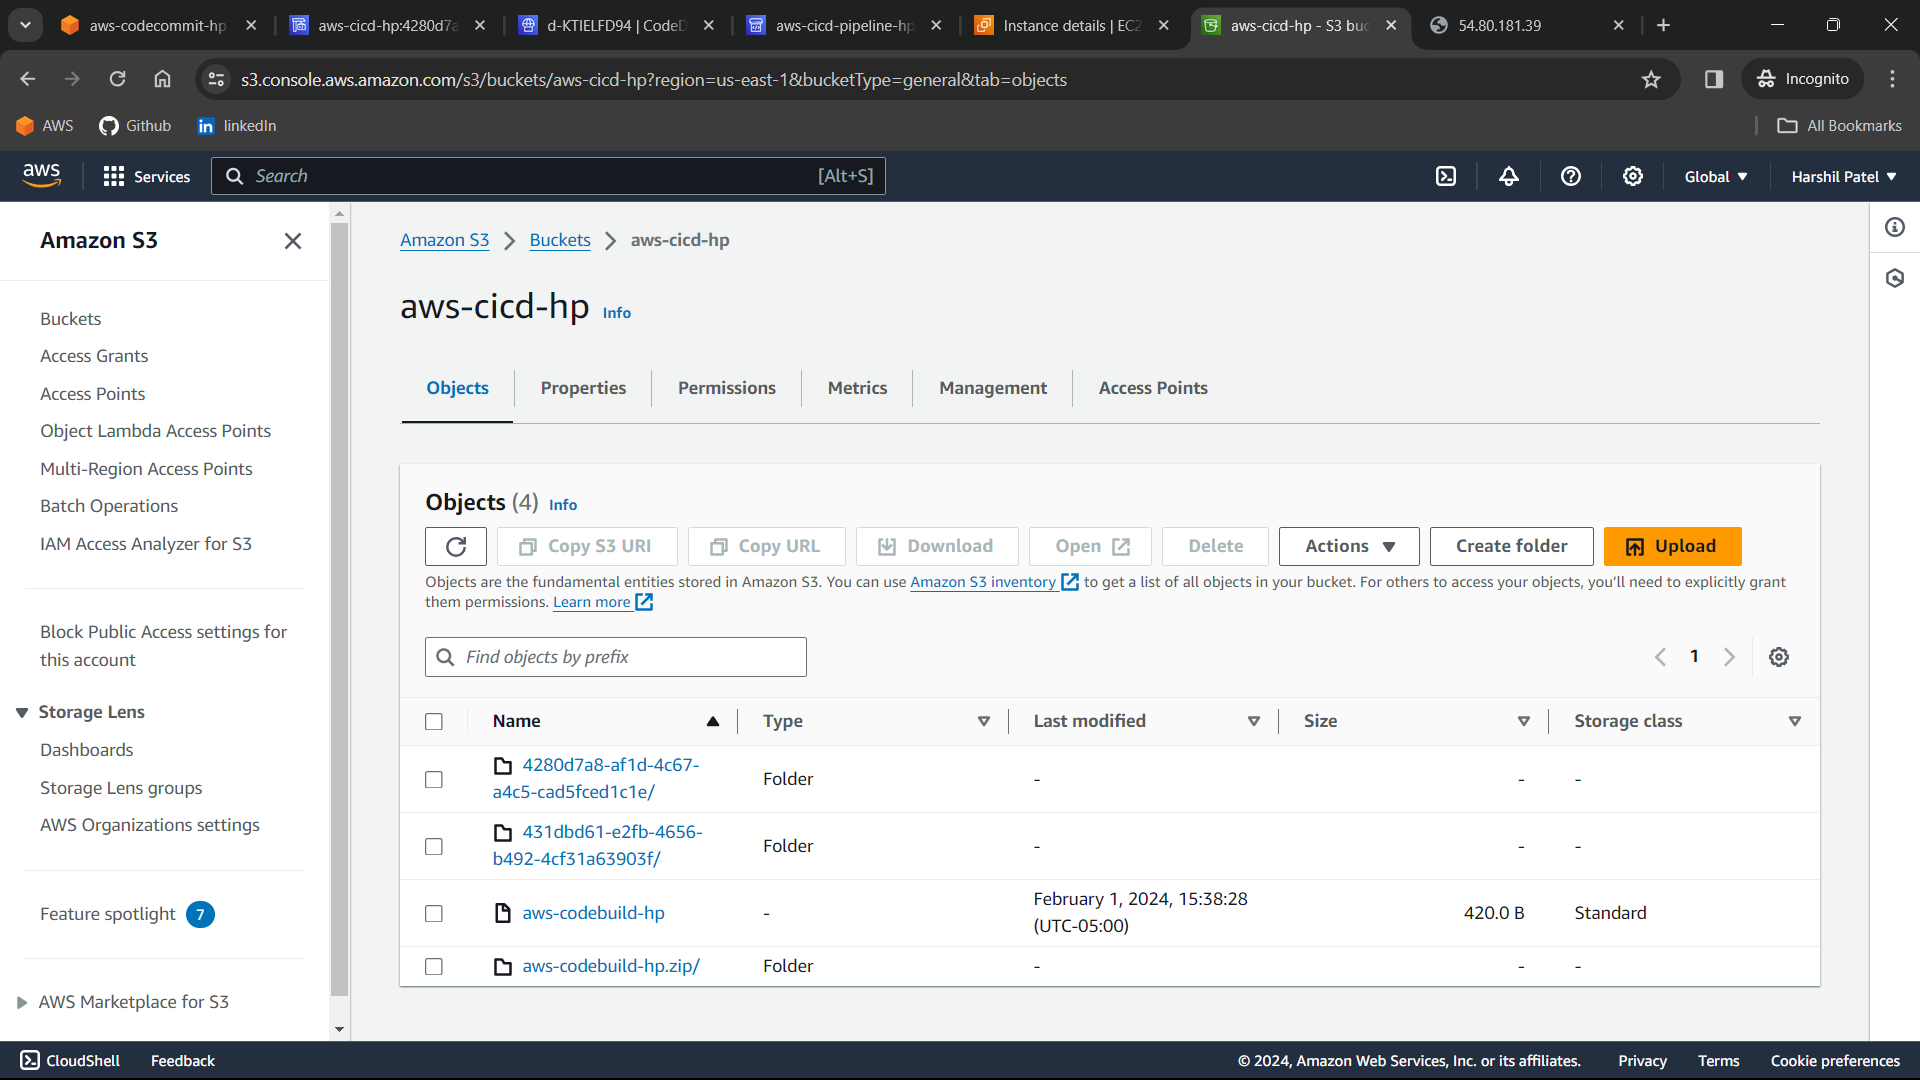 aws-codecommit-hp
aws-cicd-hp:4280d7a
d-KTIELFD94 | CodeD
aws-cicd-pipeline-hp
Instance details | EC2
aws-cicd-hp - S3 buc
54.80.181.39
s3.console.aws.amazon.com/s3/buckets/aws-cicd-hp?region=us-east-1&bucketType=general&tab=objects
Incognito
AWS
Github
linkedIn
All Bookmarks
aws
Services
Search
[Alt+S]
Global
Harshil Patel
Amazon S3
Buckets
Access Grants
Access Points
Object Lambda Access Points
Multi-Region Access Points
Batch Operations
IAM Access Analyzer for S3
Block Public Access settings for
this account
Storage Lens
Dashboards
Storage Lens groups
AWS Organizations settings
Feature spotlight 7
AWS Marketplace for S3
Amazon S3 > Buckets > aws-cicd-hp
aws-cicd-hp Info
Objects
Properties
Permissions
Metrics
Management
Access Points
Objects (4) Info
Copy S3 URI
Copy URL
Download
Open
Delete
Actions
Create folder
Upload
Objects are the fundamental entities stored in Amazon S3. You can use Amazon S3 inventory to get a list of all objects in your bucket. For others to access your objects, you'll need to explicitly grant
them permissions. Learn more
Find objects by prefix
1
Name Type Last modified Size Storage class
4280d7a8-af1d-4c67-
a4c5-cad5fced1c1e/
Folder - - -
431dbd61-e2fb-4656-
b492-4cf31a63903f/
Folder - - -
aws-codebuild-hp
-
February 1, 2024, 15:38:28
(UTC-05:00)
420.0 B
Standard
aws-codebuild-hp.zip/
Folder - - -
CloudShell
Feedback
© 2024, Amazon Web Services, Inc. or its affiliates.
Privacy
Terms
Cookie preferences